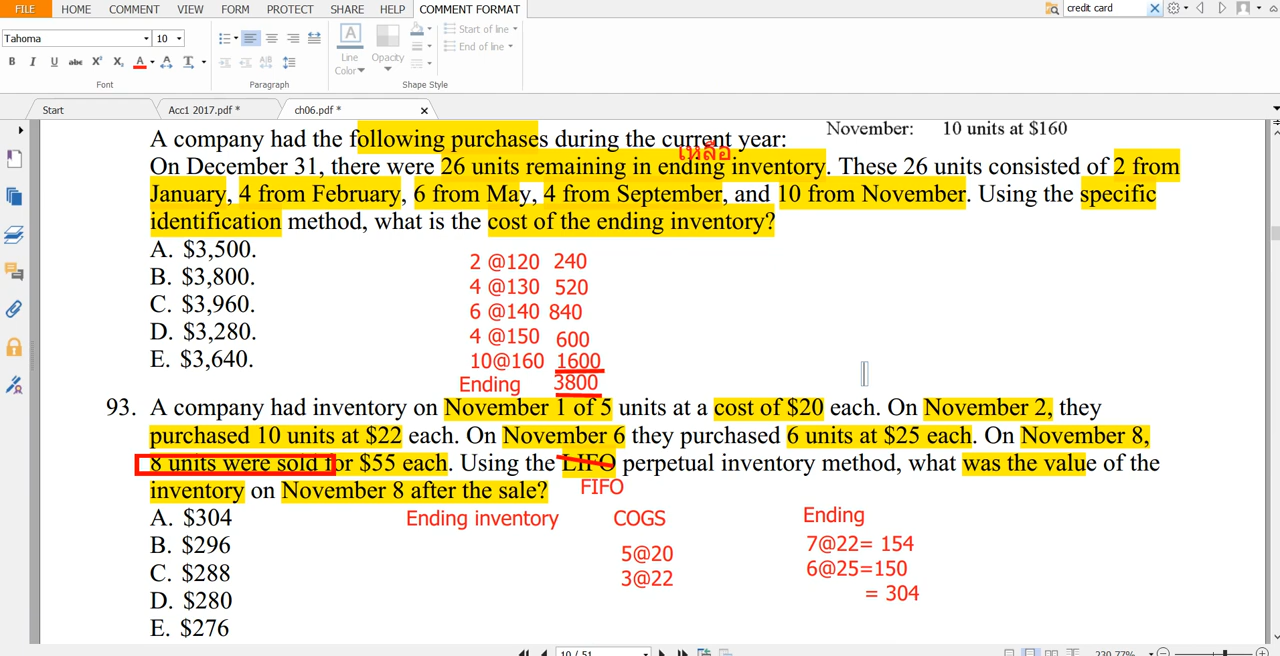 FILE HOME COMMENT VIEW FORM PROTECT SHARE HELP COMMENT FORMAT credit card
Tahoma 10 Start of line
Line Color Opacity End of line
B I U abc X² X₂ A A T
Font Paragraph Shape Style
Start Acc1 2017.pdf * ch06.pdf * ×
A company had the following purchases during the current year: November: 10 units at $160
เหลือ
On December 31, there were 26 units remaining in ending inventory. These 26 units consisted of 2 from
January, 4 from February, 6 from May, 4 from September, and 10 from November. Using the specific
identification method, what is the cost of the ending inventory?
A. $3,500.
B. $3,800.
C. $3,960.
D. $3,280.
E. $3,640.
2 @120 240
4 @130 520
6 @140 840
4 @150 600
10@160 1600
Ending 3800
93. A company had inventory on November 1 of 5 units at a cost of $20 each. On November 2, they
purchased 10 units at $22 each. On November 6 they purchased 6 units at $25 each. On November 8,
8 units were sold for $55 each. Using the LIFO perpetual inventory method, what was the value of the
FIFO
inventory on November 8 after the sale?
A. $304
B. $296
C. $288
D. $280
E. $276
Ending inventory COGS Ending
5@20 7@22= 154
3@22 6@25=150
= 304
10 / 51 230.77%